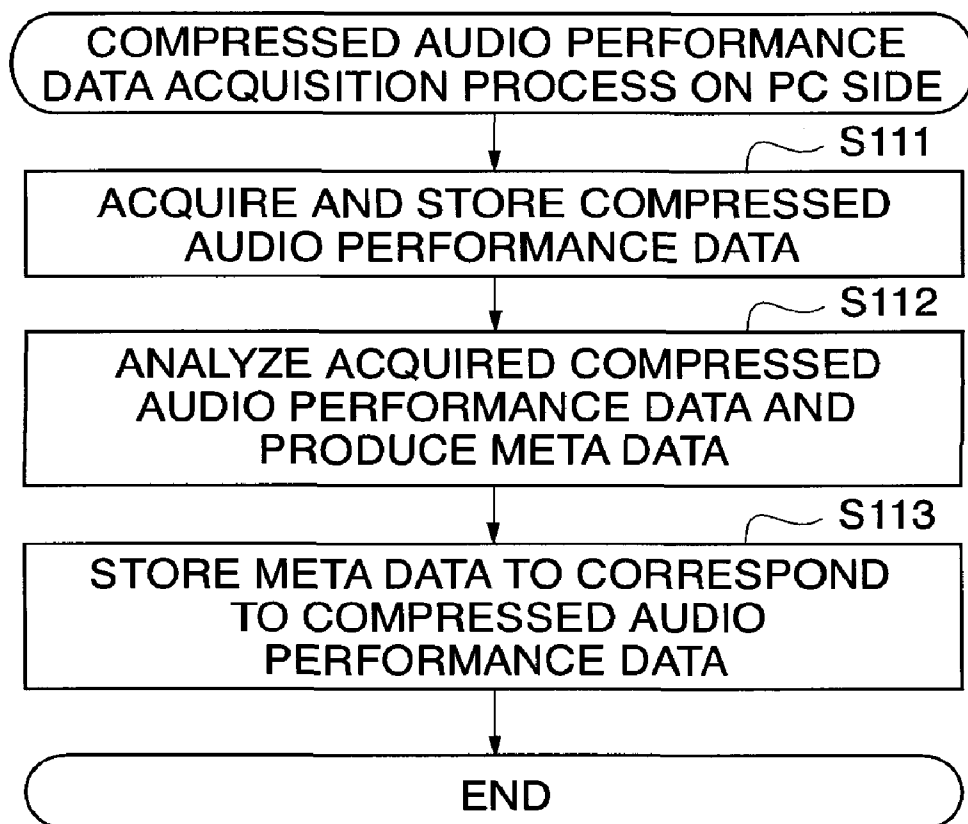 COMPRESSED AUDIO PERFORMANCE
DATA ACQUISITION PROCESS ON PC SIDE
S111
ACQUIRE AND STORE COMPRESSED
AUDIO PERFORMANCE DATA
S112
ANALYZE ACQUIRED COMPRESSED
AUDIO PERFORMANCE DATA AND
PRODUCE META DATA
S113
STORE META DATA TO CORRESPOND
TO COMPRESSED AUDIO
PERFORMANCE DATA
END